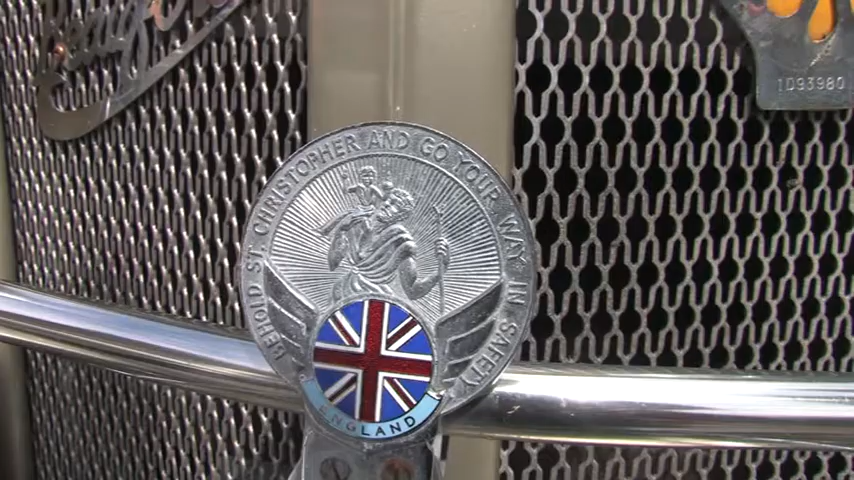 BEHOLD ST CHRISTOPHER AND GO YOUR WAY IN SAFETY
ENGLAND
1D93980